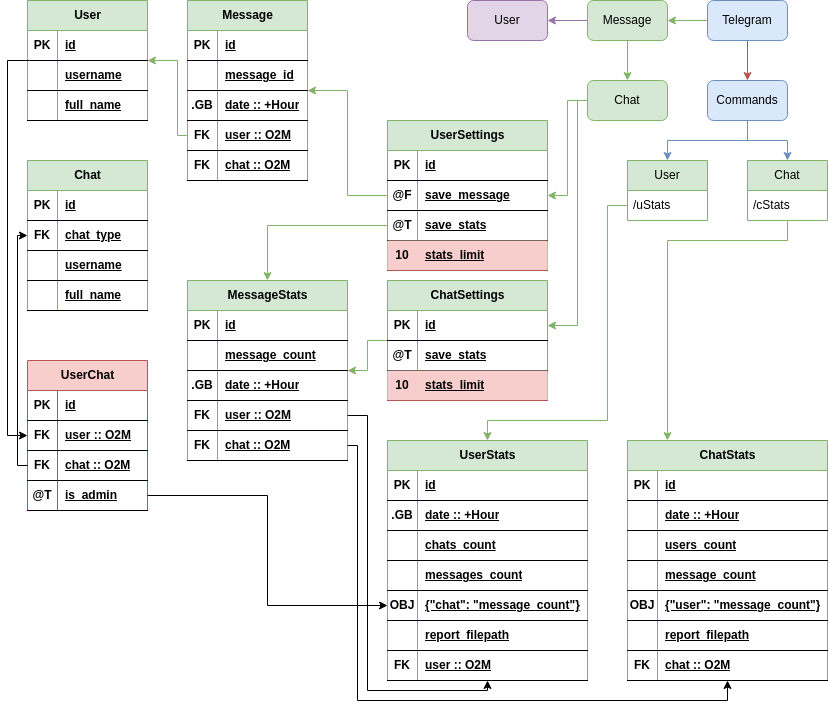 User
PK id
username
full_name
Message
PK id
message_id
.GB date :: +Hour
FK user :: O2M
FK chat :: O2M
User
Message
Telegram
Chat
Commands
User
/uStats
Chat
/cStats
UserSettings
PK id
@F save_message
@T save_stats
10 stats_limit
Chat
PK id
FK chat_type
username
full_name
MessageStats
PK id
message_count
.GB date :: +Hour
FK user :: O2M
FK chat :: O2M
ChatSettings
PK id
@T save_stats
10 stats_limit
UserChat
PK id
FK user :: O2M
FK chat :: O2M
@T is_admin
UserStats
PK id
.GB date :: +Hour
chats_count
messages_count
OBJ {"chat": "message_count"}
report_filepath
FK user :: O2M
ChatStats
PK id
date :: +Hour
users_count
message_count
OBJ {"user": "message_count"}
report_filepath
FK chat :: O2M